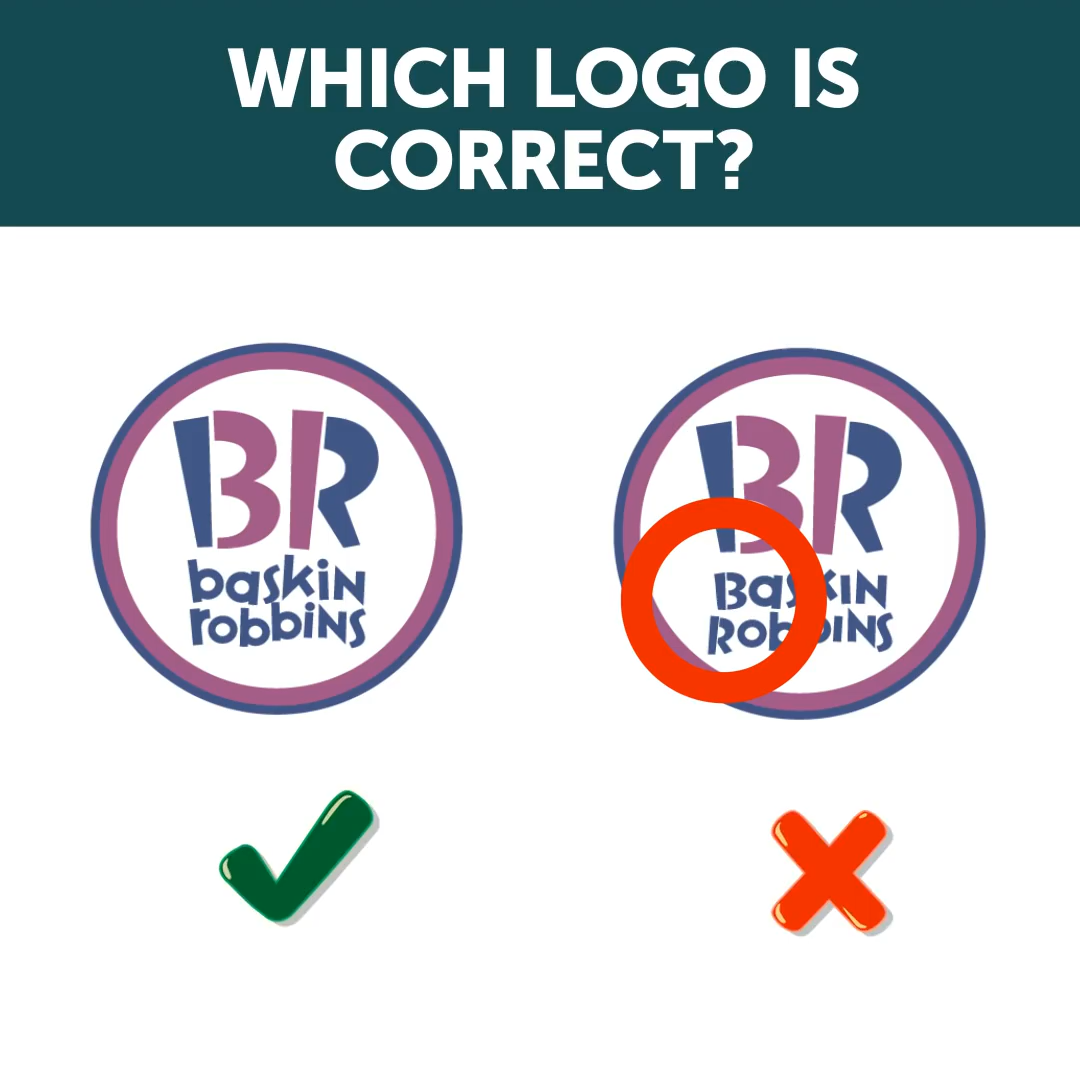 WHICH LOGO IS
CORRECT?
BR
baskin
robbins
BR
Baskin
Robbins